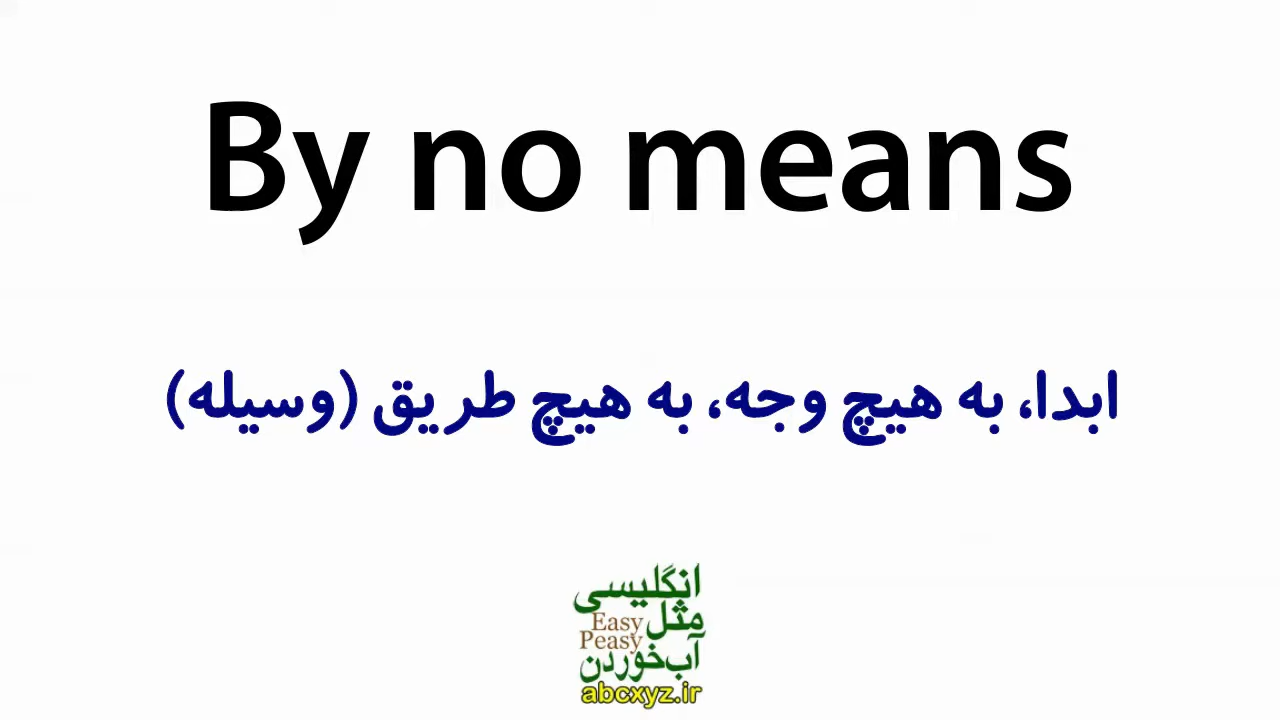 By no means
ابدا، به هیچ وجه، به هیچ طریق (وسیله)
انگلیسی
مثل Easy
Peasy
آب‌خوردن
abcxyz.ir